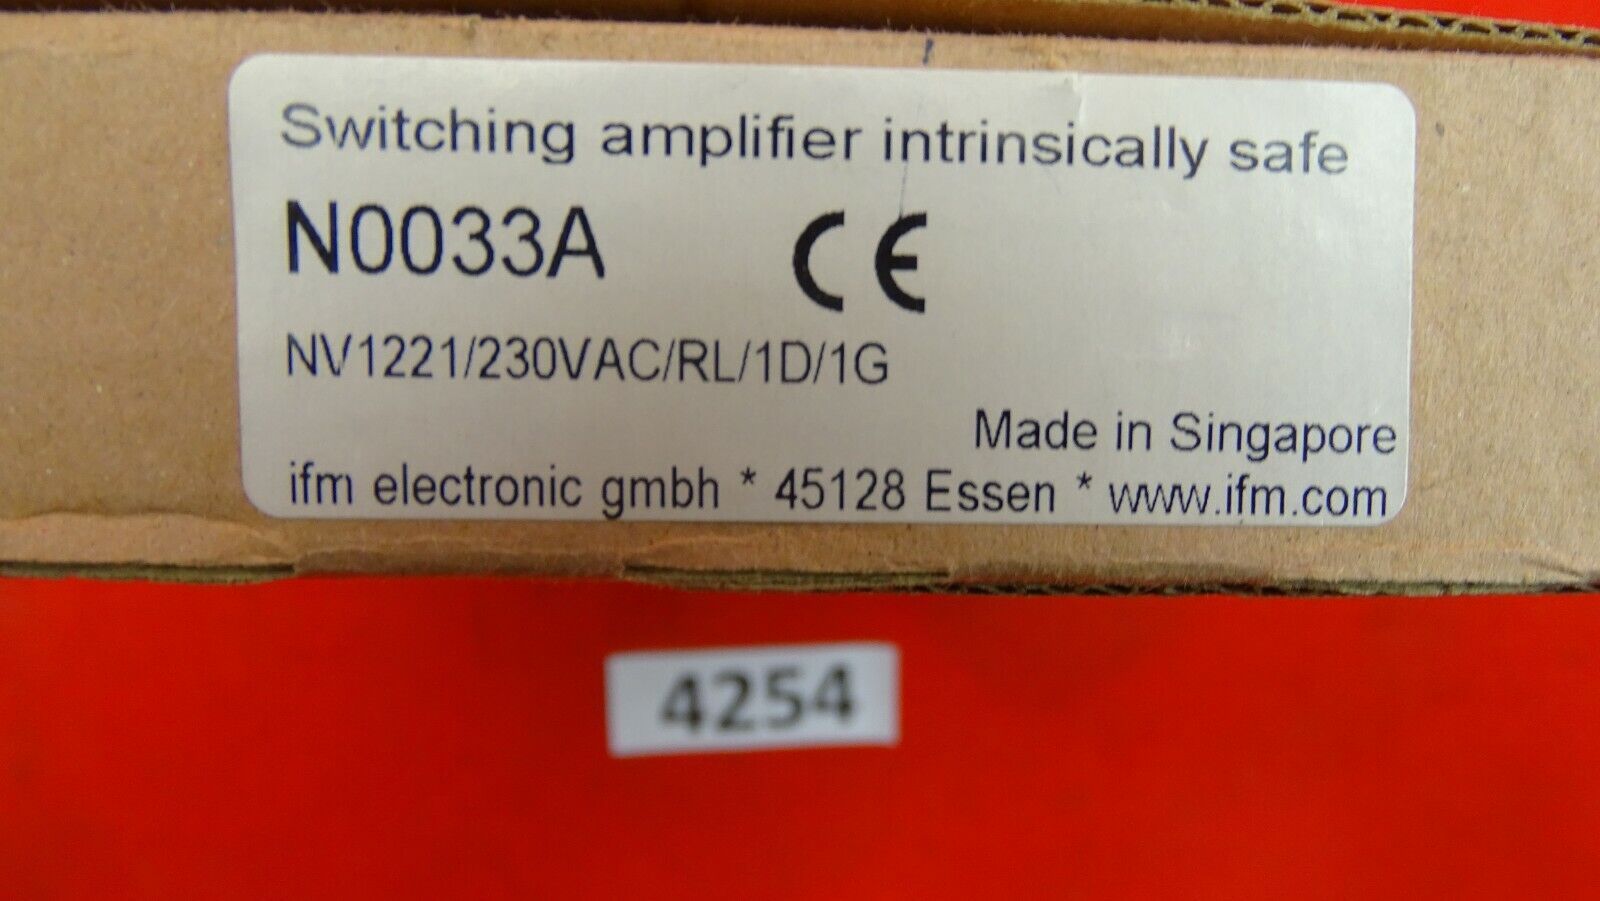 Switching amplifier intrinsically safe
N0033A CE
NV1221/230VAC/RL/1D/1G
Made in Singapore
ifm electronic gmbh * 45128 Essen * www.ifm.com
4254